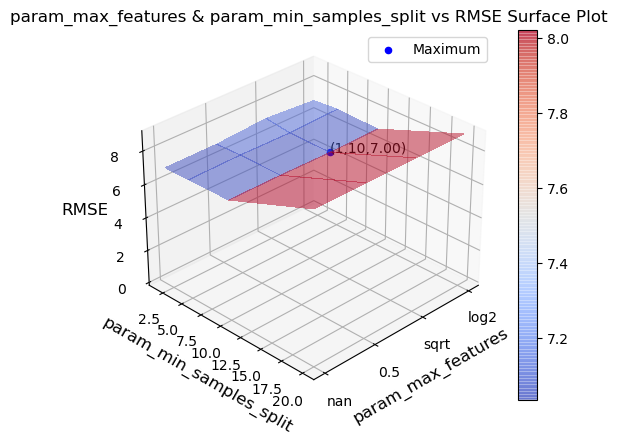 param_max_features & param_min_samples_split vs RMSE Surface Plot
Maximum
(1,10,7.00)
RMSE
8
6
4
2
0
2.5
5.0
7.5
10.0
12.5
15.0
17.5
20.0
param_min_samples_split
nan
0.5
sqrt
log2
param_max_features
8.0
7.8
7.6
7.4
7.2